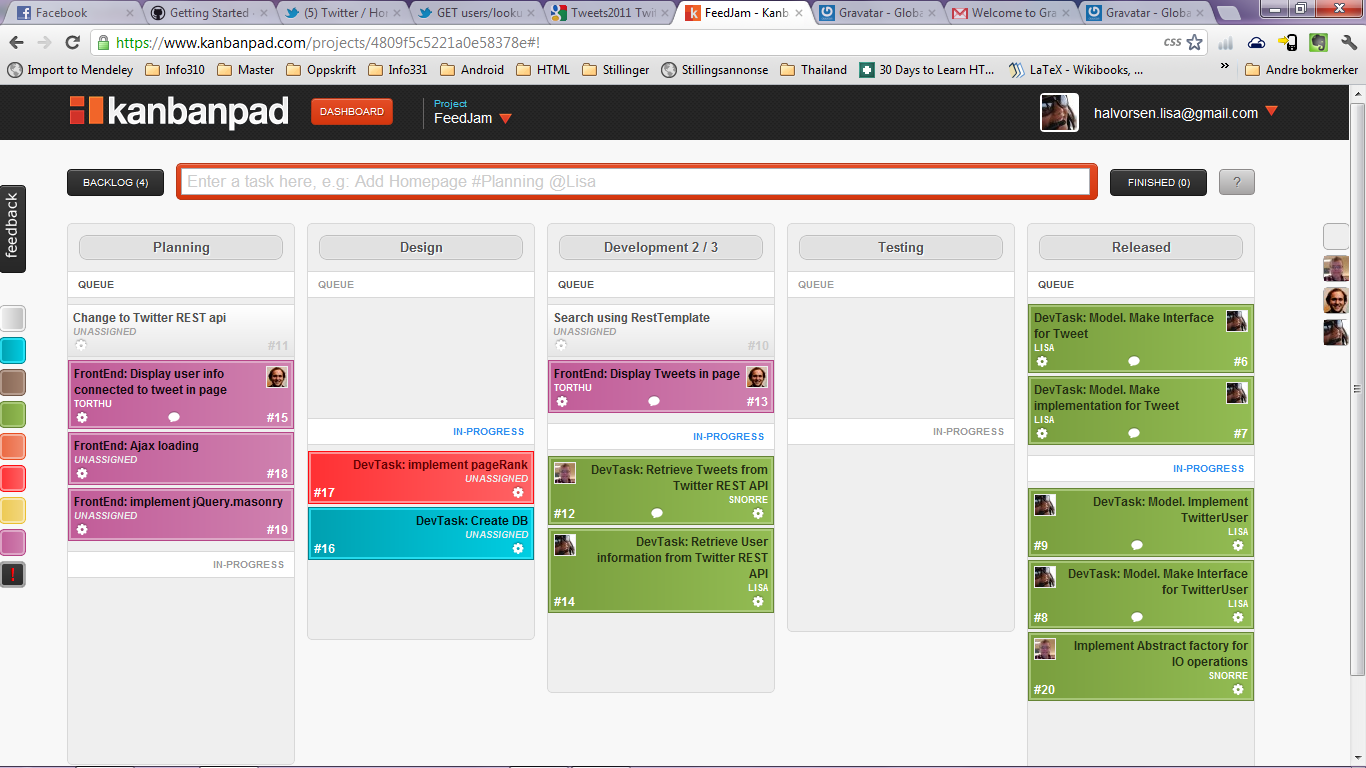 Facebook
Getting Started
(5) Twitter / Ho
GET users/looku
Tweets2011 Twit
FeedJam - Kanb
Gravatar - Globa
Welcome to Gra
Gravatar - Globa
https://www.kanbanpad.com/projects/4809f5c5221a0e58378e#!
CSS
Import to Mendeley
Info310
Master
Oppskrift
Info331
Android
HTML
Stillinger
Stillingsannonse
Thailand
30 Days to Learn HT...
LaTeX - Wikibooks, ...
»
Andre bokmerker
kanbanpad
DASHBOARD
Project
FeedJam
halvorsen.lisa@gmail.com
feedback
BACKLOG (4)
Enter a task here, e.g: Add Homepage #Planning @Lisa
FINISHED (0)
?
Planning
QUEUE
Change to Twitter REST api
UNASSIGNED
#11
FrontEnd: Display user info
connected to tweet in page
TORTHU
#15
FrontEnd: Ajax loading
UNASSIGNED
#18
FrontEnd: implement jQuery.masonry
UNASSIGNED
#19
IN-PROGRESS
Design
QUEUE
IN-PROGRESS
DevTask: implement pageRank
UNASSIGNED
#17
DevTask: Create DB
UNASSIGNED
#16
Development 2 / 3
QUEUE
Search using RestTemplate
UNASSIGNED
#10
FrontEnd: Display Tweets in page
TORTHU
#13
IN-PROGRESS
DevTask: Retrieve Tweets from
Twitter REST API
SNORRE
#12
DevTask: Retrieve User
information from Twitter REST
API
LISA
#14
Testing
QUEUE
IN-PROGRESS
Released
QUEUE
DevTask: Model. Make Interface
for Tweet
LISA
#6
DevTask: Model. Make
implementation for Tweet
LISA
#7
IN-PROGRESS
DevTask: Model. Implement
TwitterUser
LISA
#9
DevTask: Model. Make Interface
for TwitterUser
LISA
#8
Implement Abstract factory for
IO operations
SNORRE
#20
!